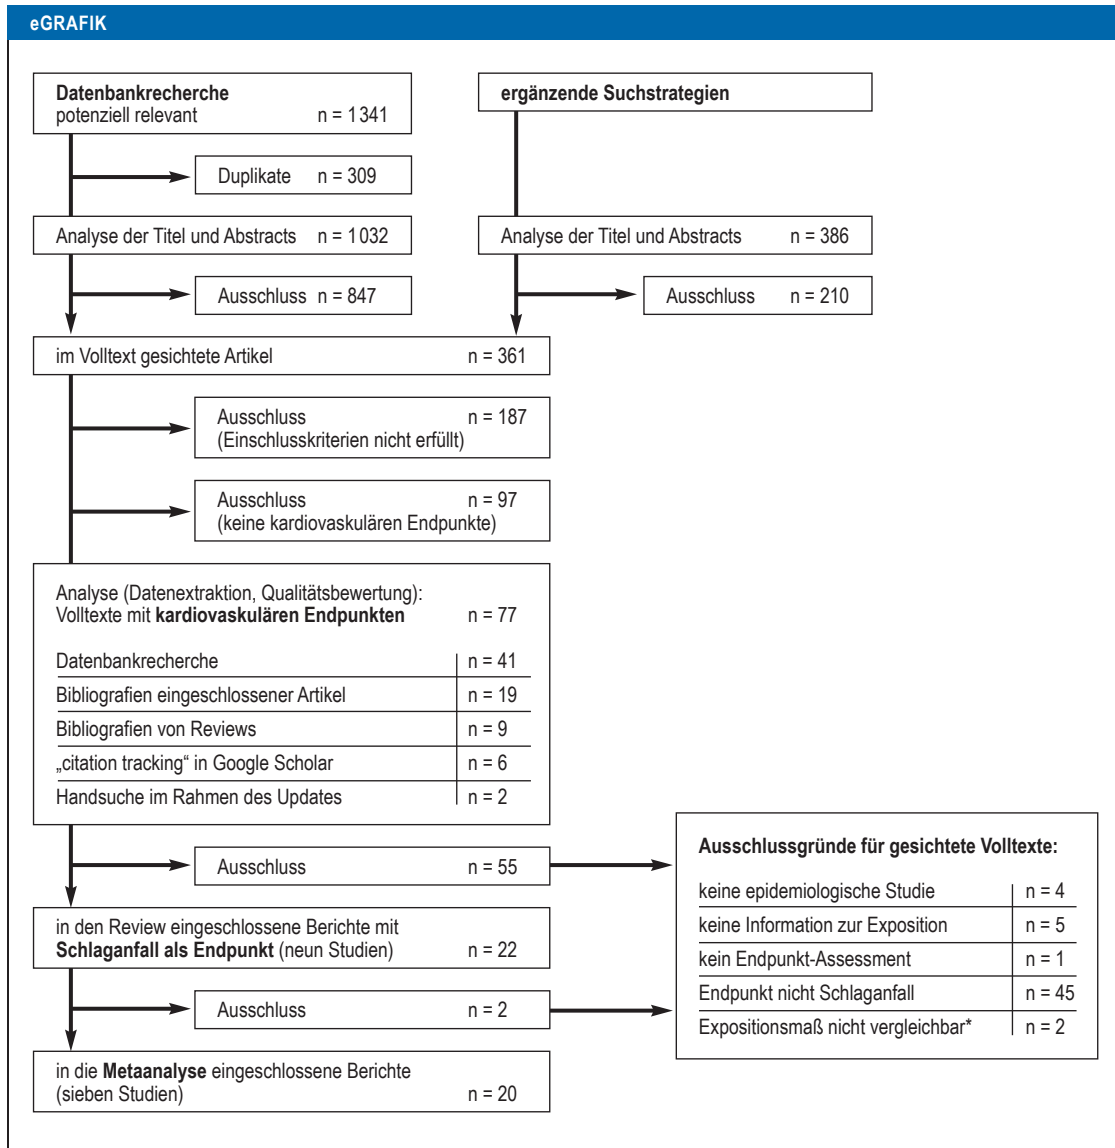 eGRAFIK
Datenbankrecherche
potenziell relevant n = 1341
ergänzende Suchstrategien
Duplikate n = 309
Analyse der Titel und Abstracts n = 1032
Analyse der Titel und Abstracts n = 386
Ausschluss n = 847
Ausschluss n = 210
im Volltext gesichtete Artikel n = 361
Ausschluss n = 187
(Einschlusskriterien nicht erfüllt)
Ausschluss n = 97
(keine kardiovaskulären Endpunkte)
Analyse (Datenextraktion, Qualitätsbewertung):
Volltexte mit kardiovaskulären Endpunkten n = 77
Datenbankrecherche n = 41
Bibliografien eingeschlossener Artikel n = 19
Bibliografien von Reviews n = 9
„citation tracking“ in Google Scholar n = 6
Handsuche im Rahmen des Updates n = 2
Ausschluss n = 55
in den Review eingeschlossene Berichte mit
Schlaganfall als Endpunkt (neun Studien) n = 22
Ausschluss n = 2
in die Metaanalyse eingeschlossene Berichte
(sieben Studien) n = 20
Ausschlussgründe für gesichtete Volltexte:
keine epidemiologische Studie n = 4
keine Information zur Exposition n = 5
kein Endpunkt-Assessment n = 1
Endpunkt nicht Schlaganfall n = 45
Expositionsmaß nicht vergleichbar* n = 2